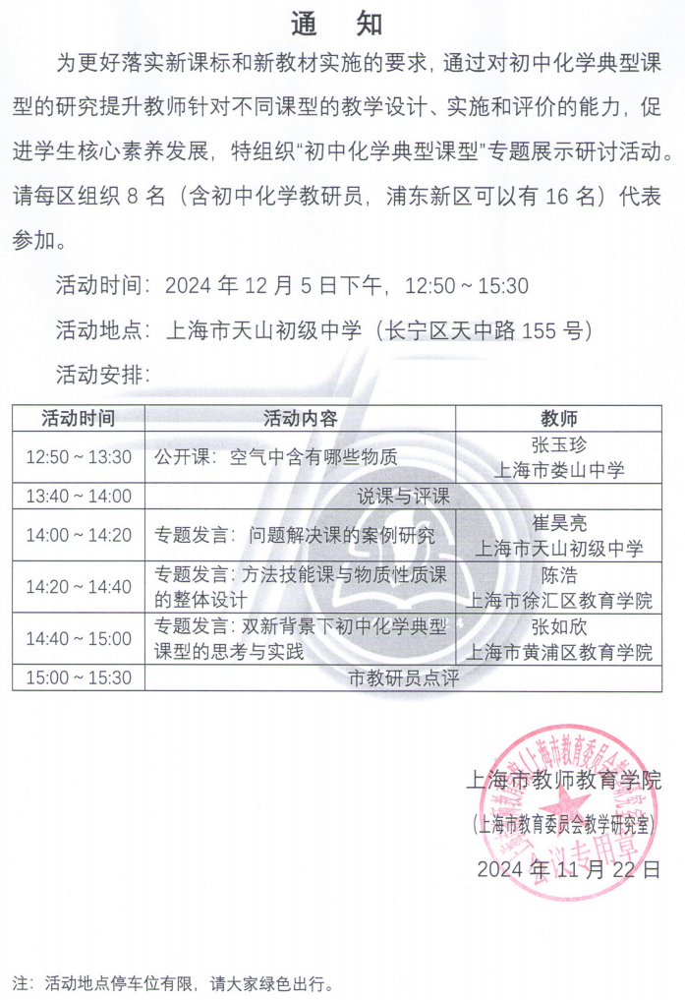 通 知
为更好落实新课标和新教材实施的要求，通过对初中化学典型课
型的研究提升教师针对不同课型的教学设计、实施和评价的能力，促
进学生核心素养发展，特组织“初中化学典型课型”专题展示研讨活动。
请每区组织 8 名（含初中化学教研员，浦东新区可以有 16 名）代表
参加。
活动时间：2024 年 12 月 5 日下午，12:50 ~ 15:30
活动地点：上海市天山初级中学（长宁区天中路 155 号）
活动安排：
活动时间 活动内容 教师
12:50 ~ 13:30 公开课：空气中含有哪些物质 张玉珍
上海市娄山中学
13:40 ~ 14:00 说课与评课
14:00 ~ 14:20 专题发言：问题解决课的案例研究 崔昊亮
上海市天山初级中学
14:20 ~ 14:40 专题发言：方法技能课与物质性质课
的整体设计 陈浩
上海市徐汇区教育学院
14:40 ~ 15:00 专题发言：双新背景下初中化学典型
课型的思考与实践 张如欣
上海市黄浦区教育学院
15:00 ~ 15:30 市教研员点评
上海市教师教育学院
（上海市教育委员会教学研究室）
2024 年 11 月 22 日
会议专用章
注：活动地点停车位有限，请大家绿色出行。